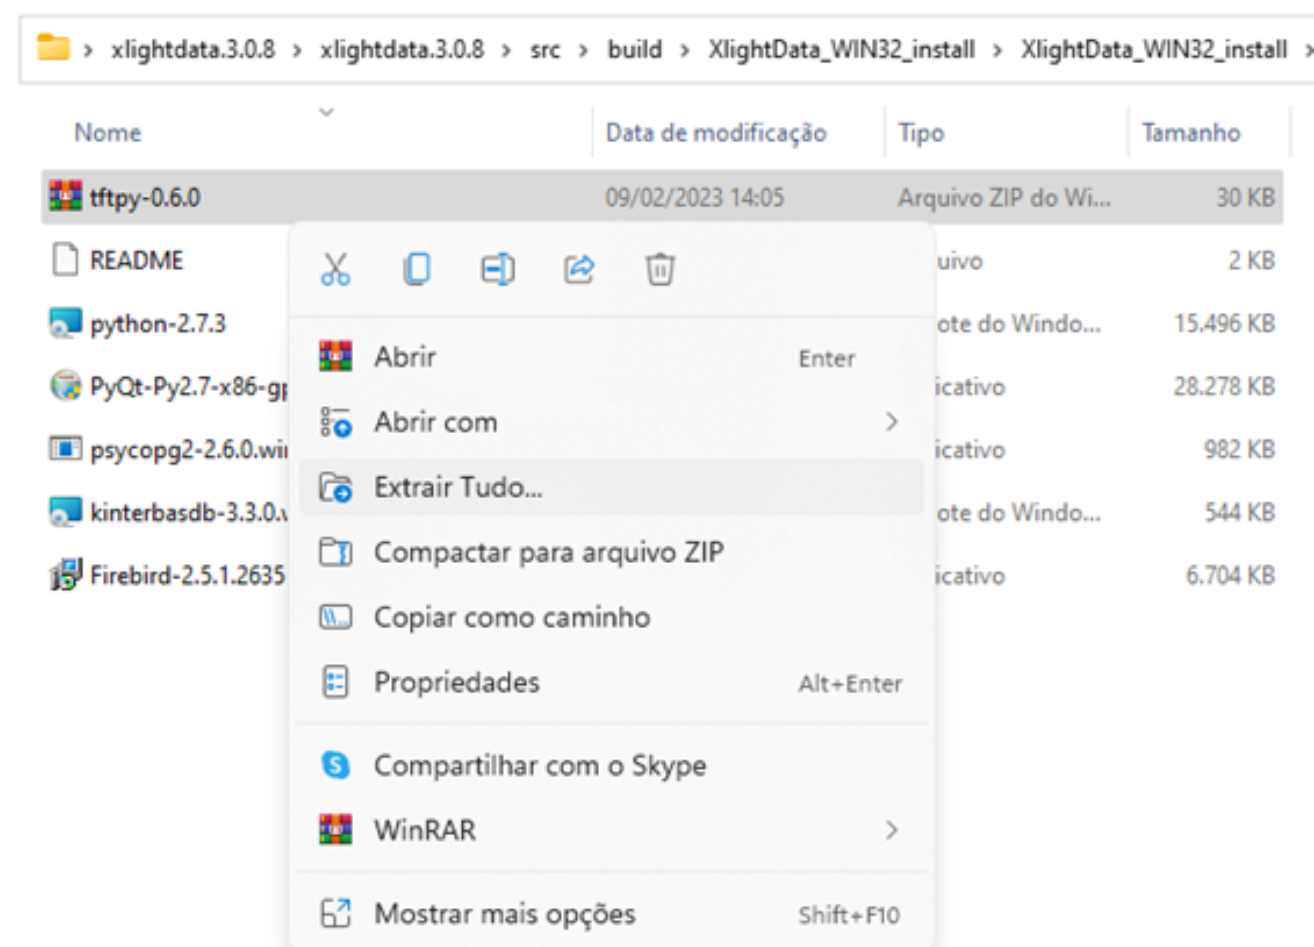 xlightdata.3.0.8 > xlightdata.3.0.8 > src > build > XlightData_WIN32_install > XlightData_WIN32_install >
Nome Data de modificação Tipo Tamanho
tftpy-0.6.0 09/02/2023 14:05 Arquivo ZIP do Wi... 30 KB
README uivo 2 KB
python-2.7.3 ote do Windo... 15.496 KB
PyQt-Py2.7-x86-gp icativo 28.278 KB
psycopg2-2.6.0.wi icativo 982 KB
kinterbasdb-3.3.0. ote do Windo... 544 KB
Firebird-2.5.1.2635 icativo 6.704 KB
Abrir Enter
Abrir com
Extrair Tudo...
Compactar para arquivo ZIP
Copiar como caminho
Propriedades Alt+Enter
Compartilhar com o Skype
WinRAR
Mostrar mais opções Shift+F10